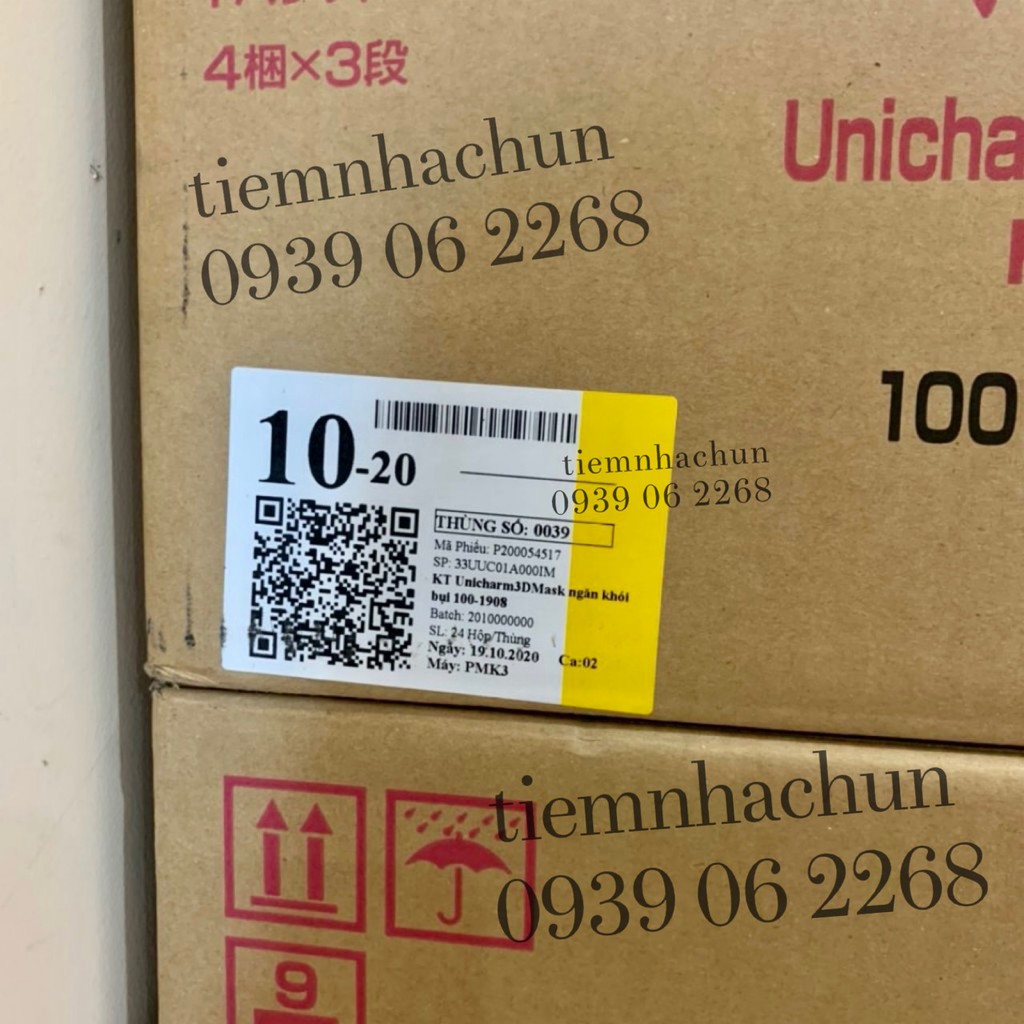 4梱×3段
Unicha
tiemnhachun
0939 06 2268
100
10-20
tiemnhachun
0939 06 2268
THÙNG SỐ: 0039
Mã Phiếu: P200054517
SP: 33UUC01A000IM
KT Unicharm3DMask ngăn khói
bụi 100-1908
Batch: 2010000000
SL: 24 Hộp/Thùng
Ngày: 19.10.2020 Ca:02
Máy: PMK3
tiemnhachun
0939 06 2268
9